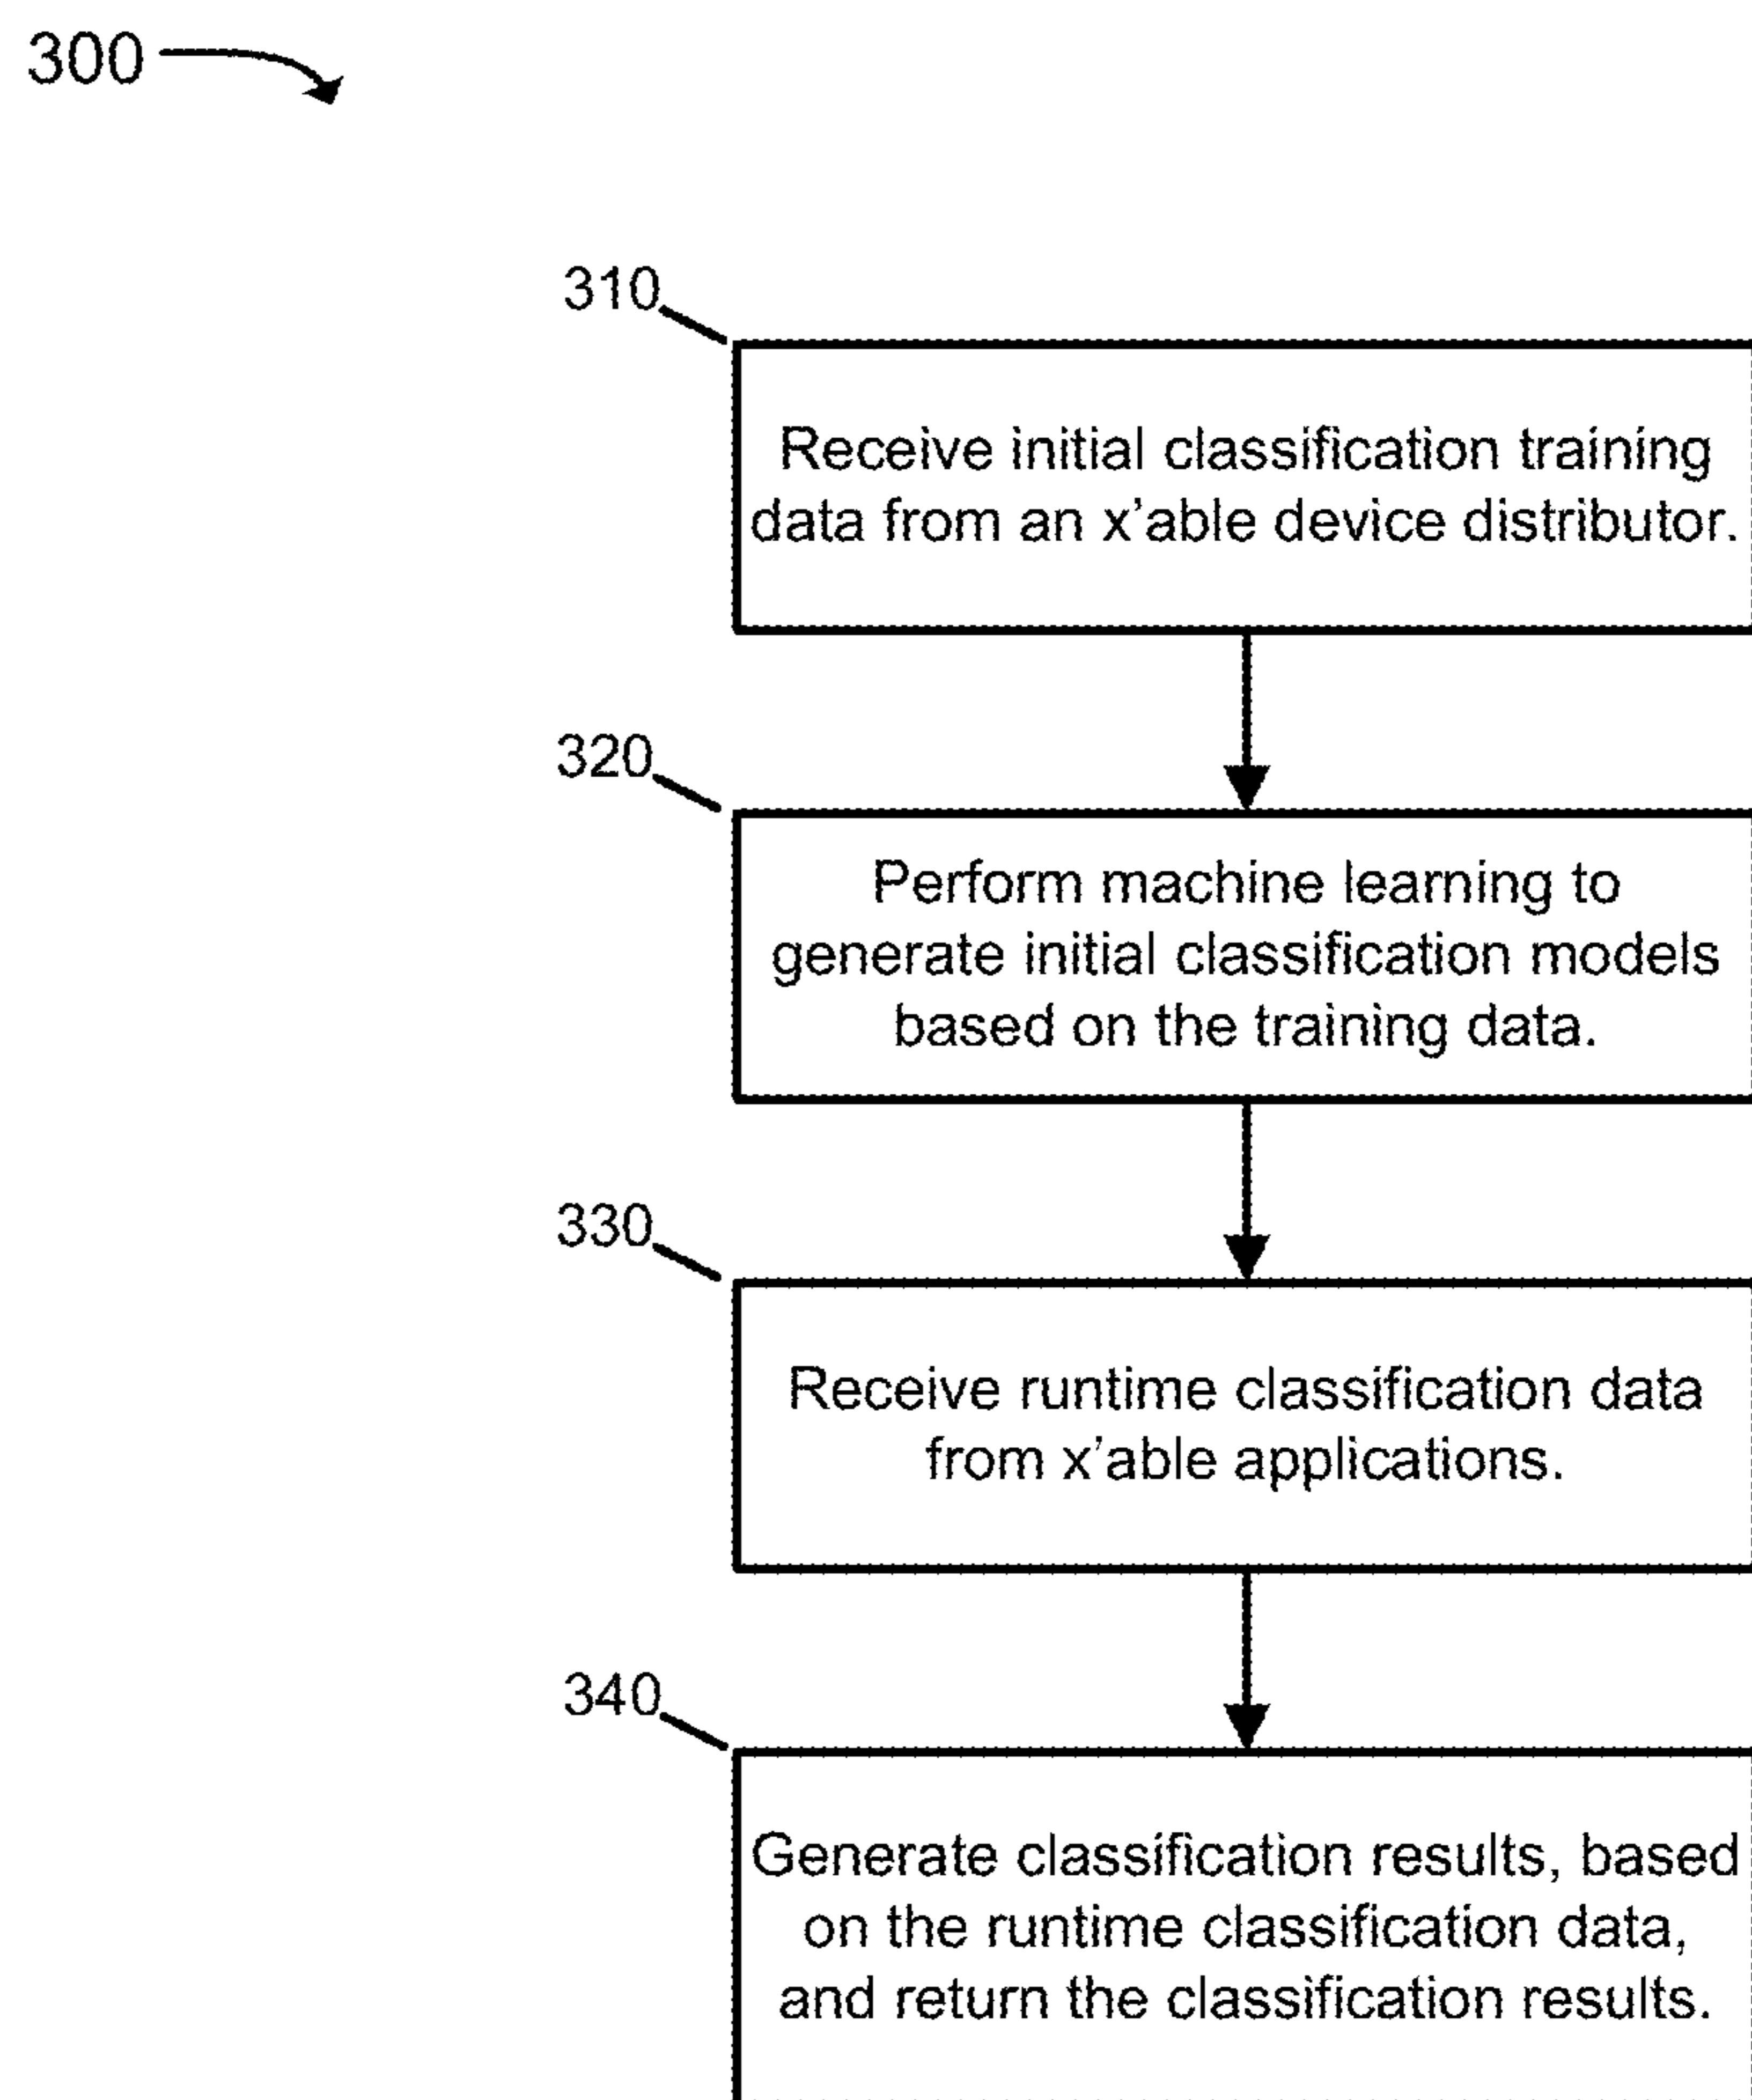 300
310
Receive initial classification training
data from an x’able device distributor.
320
Perform machine learning to
generate initial classification models
based on the training data.
330
Receive runtime classification data
from x’able applications.
340
Generate classification results, based
on the runtime classification data,
and return the classification results.